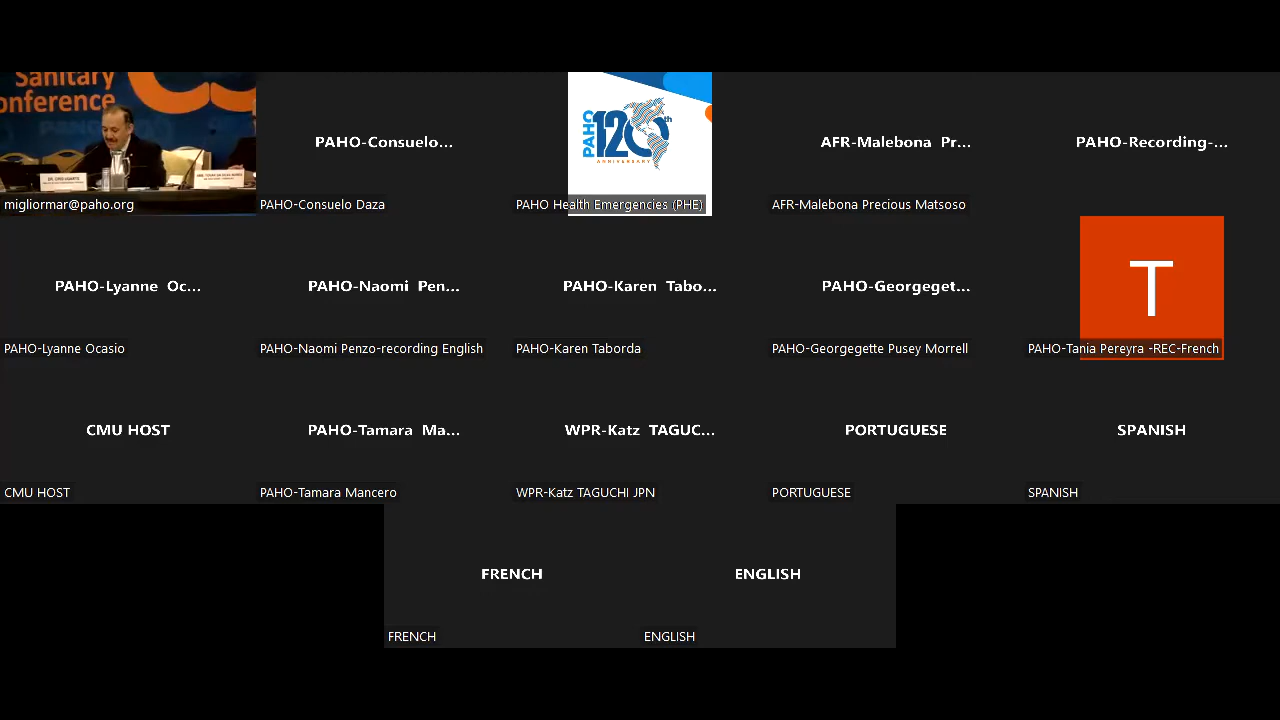 Sanitary
onference
migliormar@paho.org
PAHO-Consuelo...
PAHO-Consuelo Daza
PAHO
120th
ANNIVERSARY
PAHO Health Emergencies (PHE)
AFR-Malebona Pr...
AFR-Malebona Precious Matsoso
PAHO-Recording-...
PAHO-Lyanne Oc...
PAHO-Lyanne Ocasio
PAHO-Naomi Pen...
PAHO-Naomi Penzo-recording English
PAHO-Karen Tabo...
PAHO-Karen Taborda
PAHO-Georgeget...
PAHO-Georgegette Pusey Morrell
T
PAHO-Tania Pereyra -REC-French
CMU HOST
CMU HOST
PAHO-Tamara Ma...
PAHO-Tamara Mancero
WPR-Katz TAGUC...
WPR-Katz TAGUCHI JPN
PORTUGUESE
PORTUGUESE
SPANISH
SPANISH
FRENCH
FRENCH
ENGLISH
ENGLISH